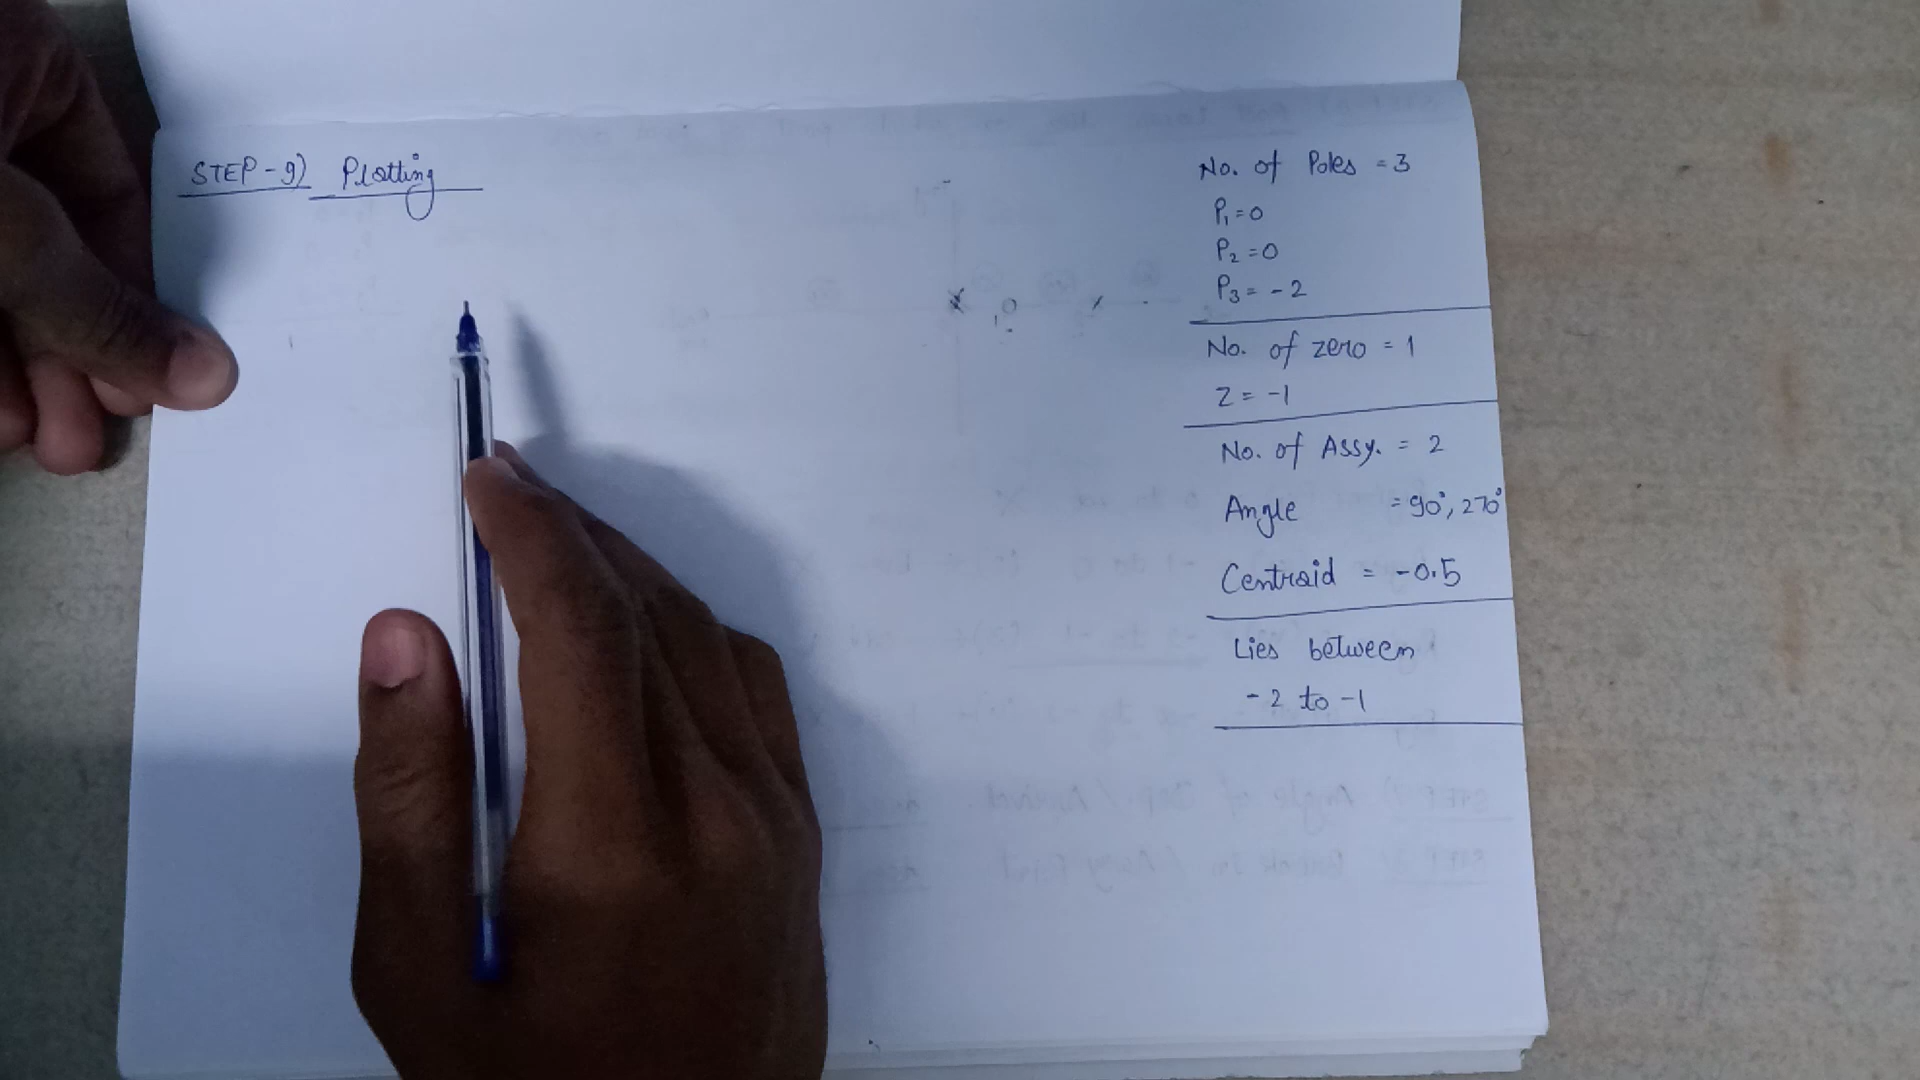 STEP-9) Plotting
No. of Poles = 3
P₁=0
P₂=0
P₃= -2
No. of zero = 1
Z= -1
No. of Assy. = 2
Angle = 90°, 270°
Centroid = -0.5
Lies between
-2 to -1